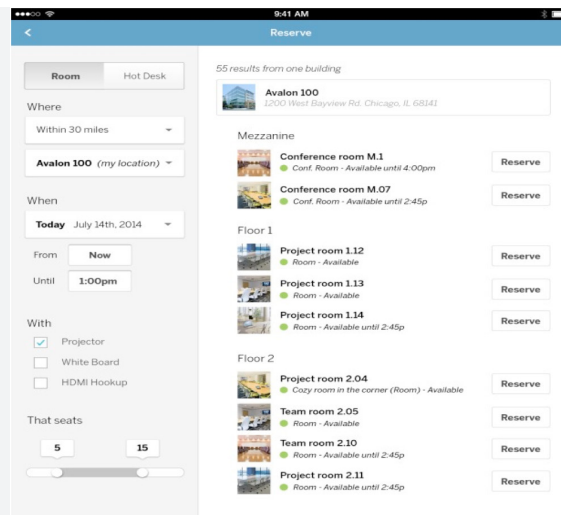 9:41 AM
Reserve
Room
Hot Desk
Where
Within 30 miles
Avalon 100 (my location)
When
Today July 14th, 2014
From Now
Until 1:00pm
With
Projector
White Board
HDMI Hookup
That seats
5
15
55 results from one building
Avalon 100
1200 West Bayview Rd. Chicago, IL 68141
Mezzanine
Conference room M.1
Conf. Room - Available until 4:00pm
Reserve
Conference room M.07
Conf. Room - Available until 2:45p
Reserve
Floor 1
Project room 1.12
Room - Available
Reserve
Project room 1.13
Room - Available
Reserve
Project room 1.14
Room - Available until 2:45p
Reserve
Floor 2
Project room 2.04
Cozy room in the corner (Room) - Available
Reserve
Team room 2.05
Room - Available
Reserve
Team room 2.10
Room - Available until 2:45p
Reserve
Project room 2.11
Room - Available until 2:45p
Reserve